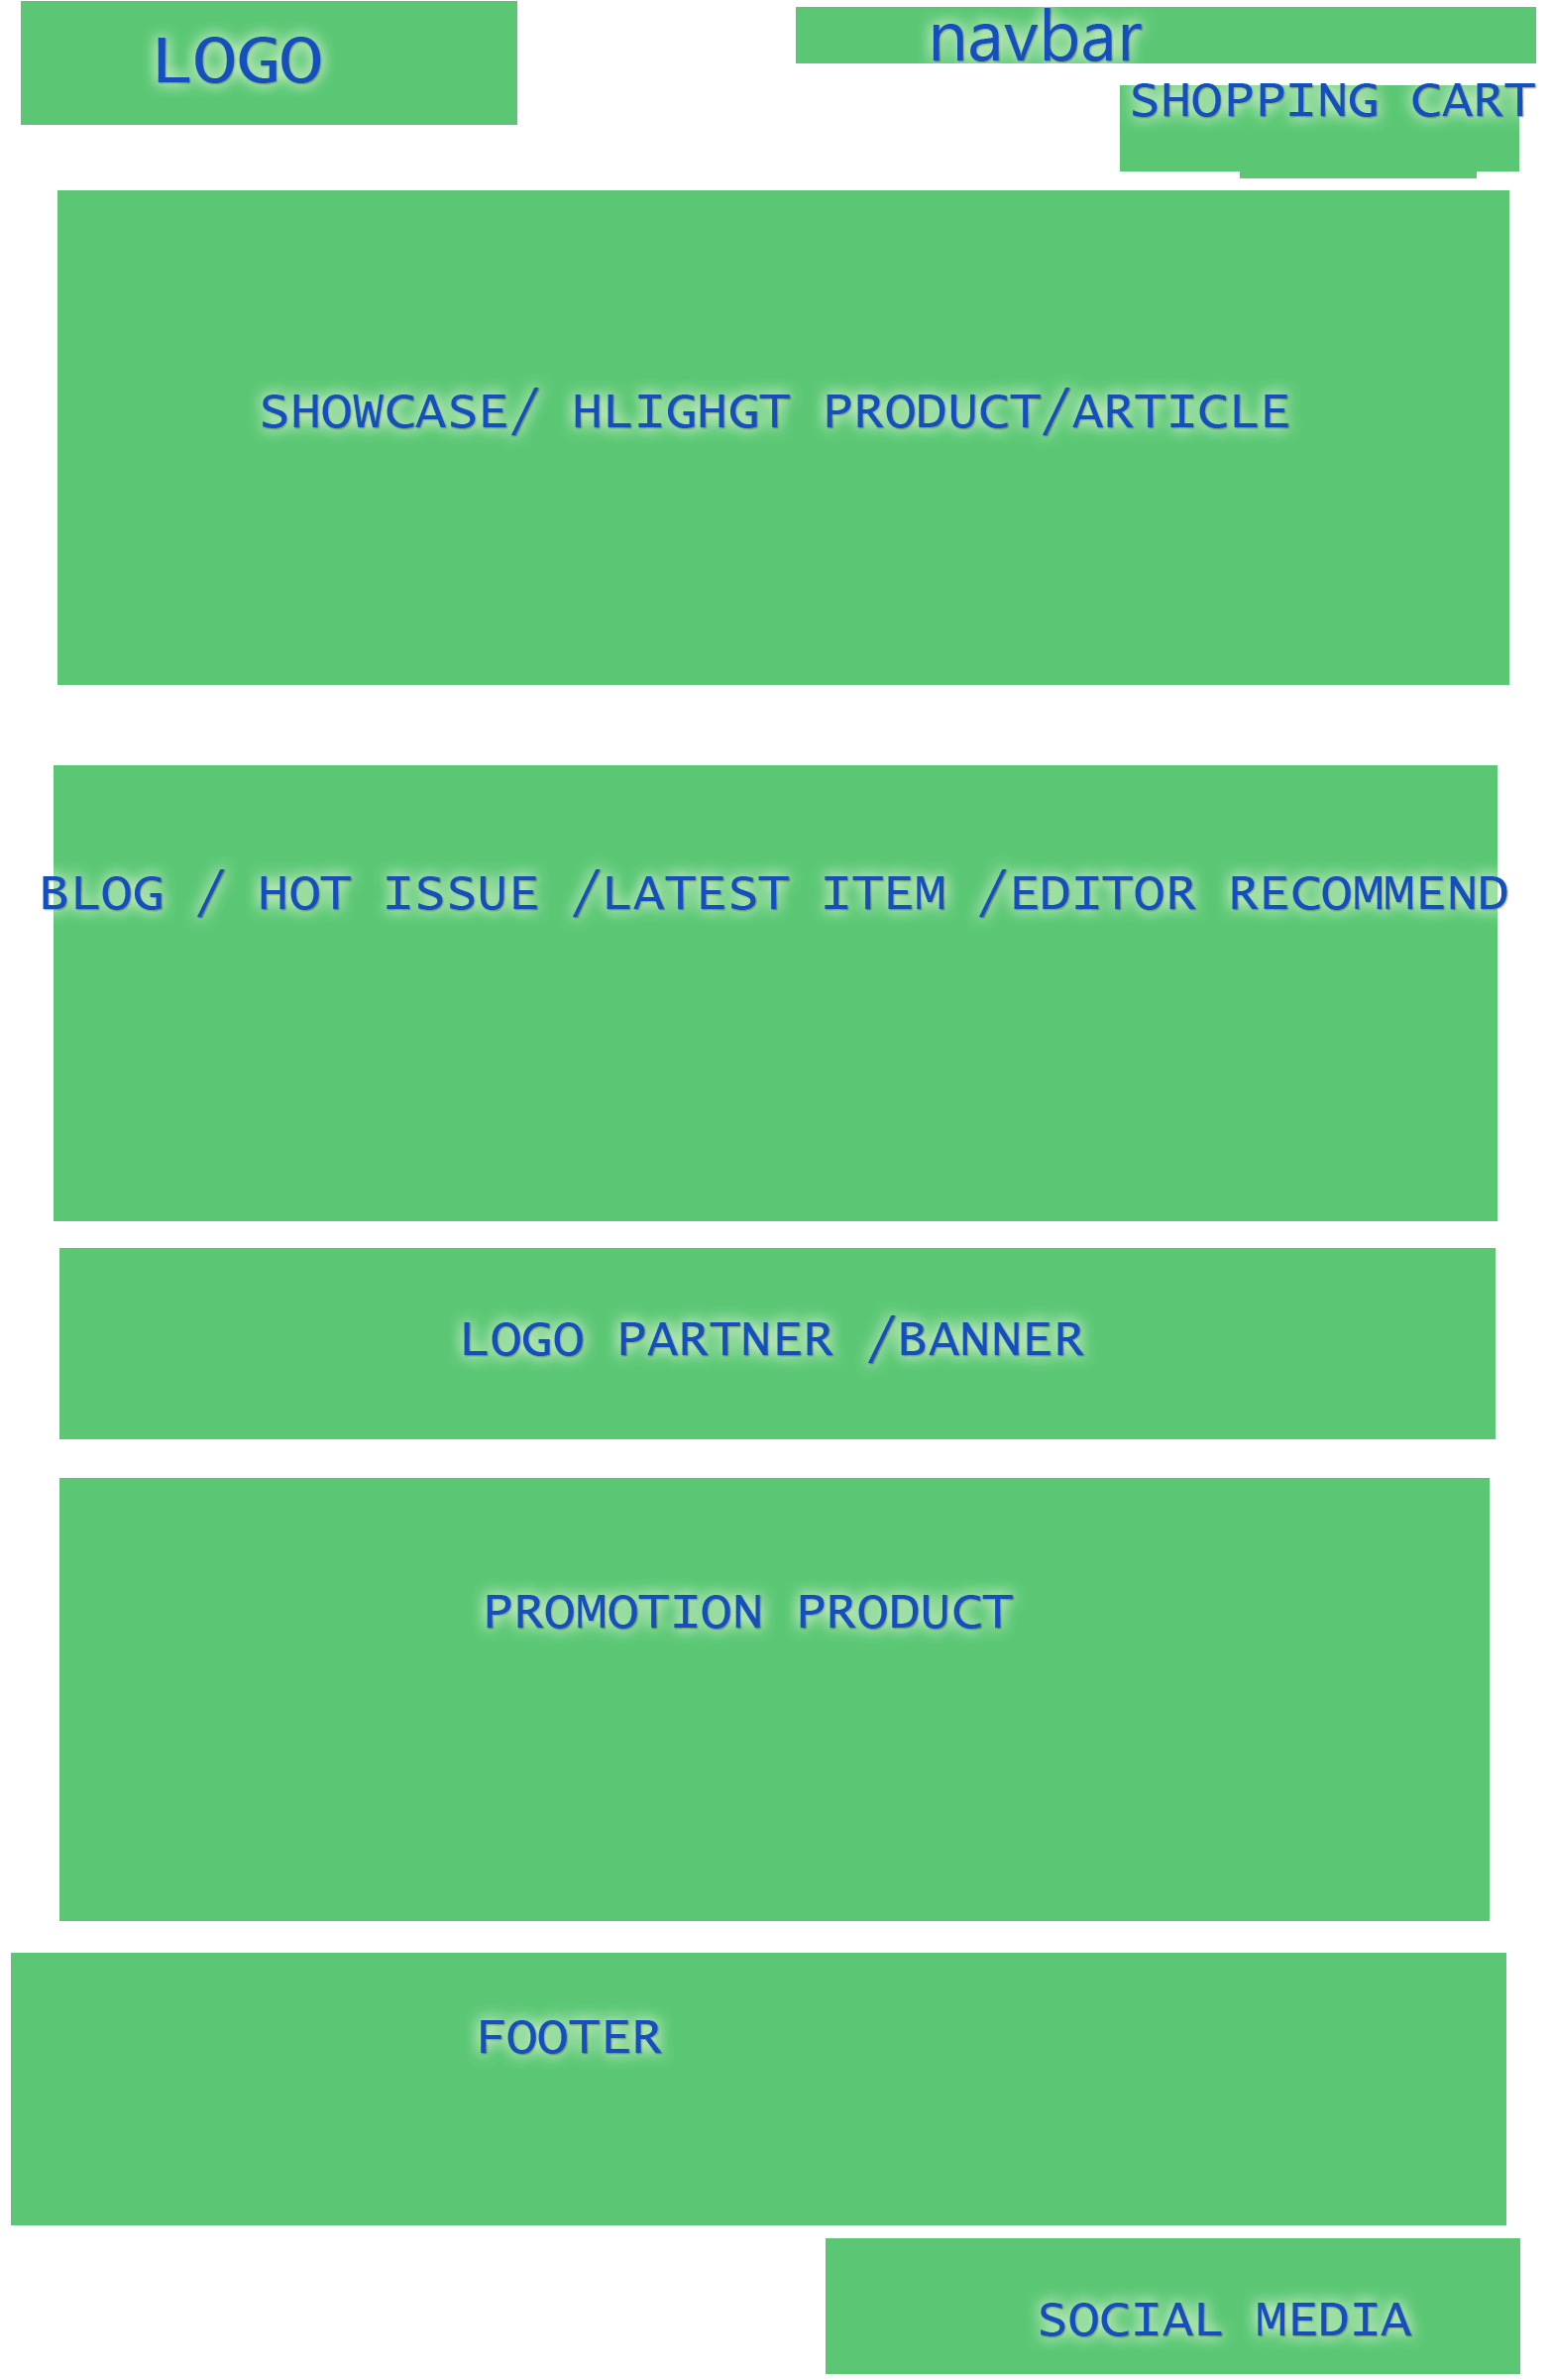 LOGO
navbar
SHOPPING CART
SHOWCASE/ HLIGHGT PRODUCT/ARTICLE
BLOG / HOT ISSUE /LATEST ITEM /EDITOR RECOMMEND
LOGO PARTNER /BANNER
PROMOTION PRODUCT
FOOTER
SOCIAL MEDIA